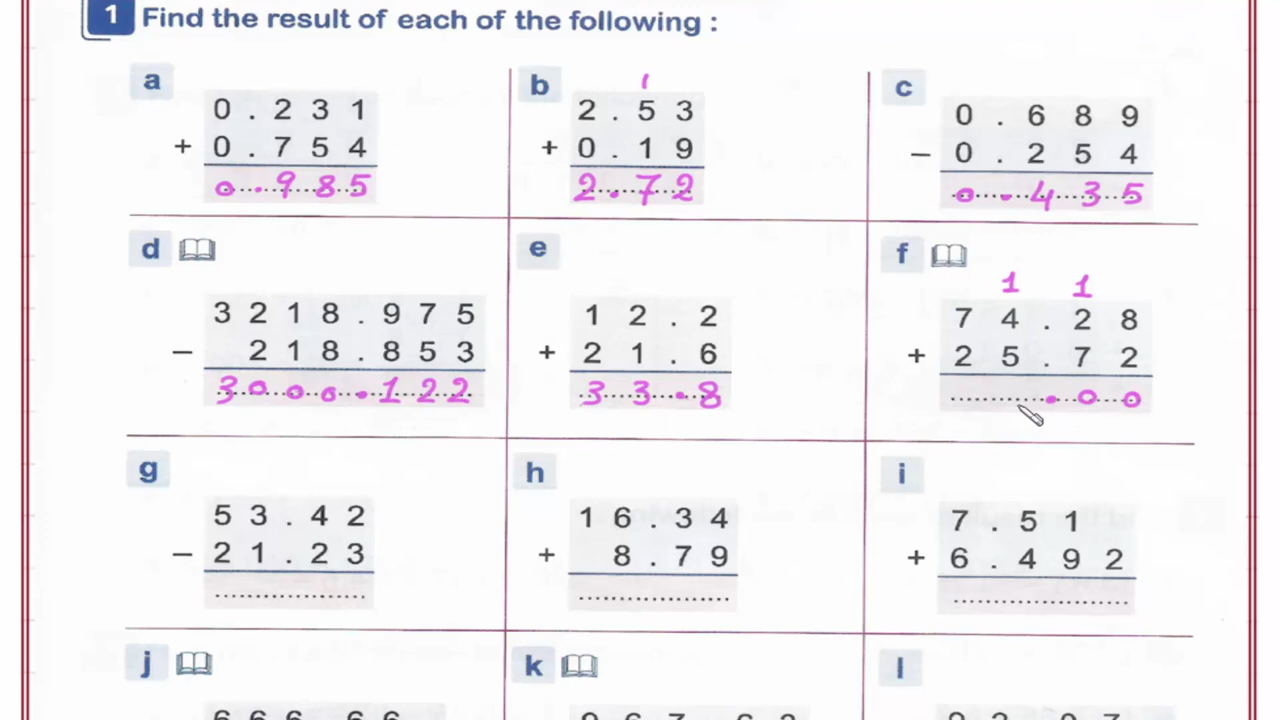 1 Find the result of each of the following :
a
0 . 2 3 1
+ 0 . 7 5 4
0 . 9 8 5
b
1
2 . 5 3
+ 0 . 1 9
2 . 7 2
c
0 . 6 8 9
− 0 . 2 5 4
0 . 4 3 5
d
3 2 1 8 . 9 7 5
− 2 1 8 . 8 5 3
3 0 0 0 . 1 2 2
e
1 2 . 2
+ 2 1 . 6
3 3 . 8
f
1 1
7 4 . 2 8
+ 2 5 . 7 2
. 0 0
g
5 3 . 4 2
− 2 1 . 2 3
h
1 6 . 3 4
+ 8 . 7 9
i
7 . 5 1
+ 6 . 4 9 2
j
k
l